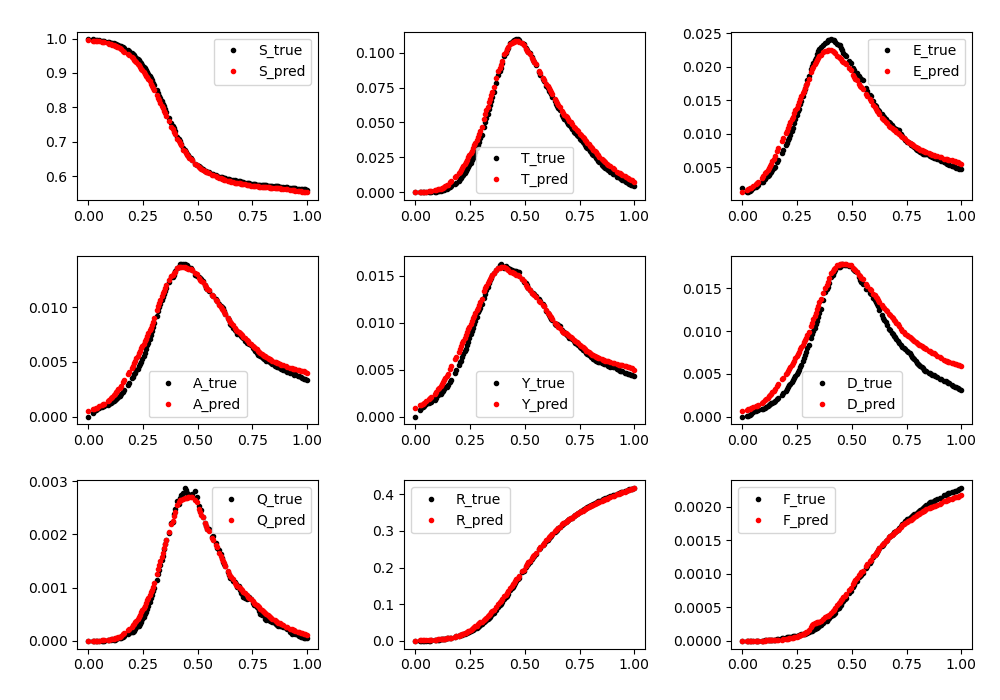 1.0
0.9
0.8
0.7
0.6
0.00 0.25 0.50 0.75 1.00
S_true
S_pred
0.100
0.075
0.050
0.025
0.000
0.00 0.25 0.50 0.75 1.00
T_true
T_pred
0.025
0.020
0.015
0.010
0.005
0.00 0.25 0.50 0.75 1.00
E_true
E_pred
0.010
0.005
0.000
0.00 0.25 0.50 0.75 1.00
A_true
A_pred
0.015
0.010
0.005
0.000
0.00 0.25 0.50 0.75 1.00
Y_true
Y_pred
0.015
0.010
0.005
0.000
0.00 0.25 0.50 0.75 1.00
D_true
D_pred
0.003
0.002
0.001
0.000
0.00 0.25 0.50 0.75 1.00
Q_true
Q_pred
0.4
0.3
0.2
0.1
0.0
0.00 0.25 0.50 0.75 1.00
R_true
R_pred
0.0020
0.0015
0.0010
0.0005
0.0000
0.00 0.25 0.50 0.75 1.00
F_true
F_pred